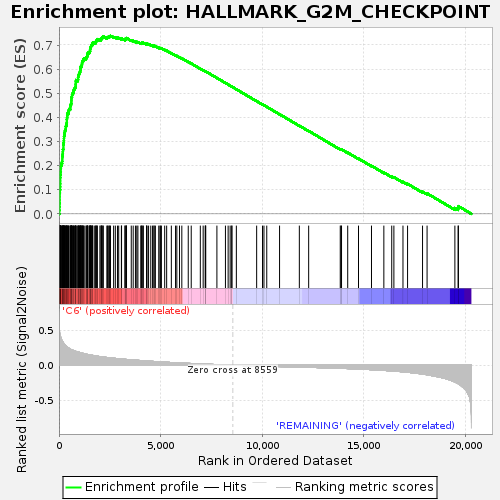 Enrichment plot: HALLMARK_G2M_CHECKPOINT
Enrichment score (ES)
0.7
0.6
0.5
0.4
0.3
0.2
0.1
0.0
'C6' (positively correlated)
Ranked list metric (Signal2Noise)
0.5
0.0
-0.5
Zero cross at 8559
'REMAINING' (negatively correlated)
0
5,000
10,000
15,000
20,000
Rank in Ordered Dataset
Enrichment profile
Hits
Ranking metric scores